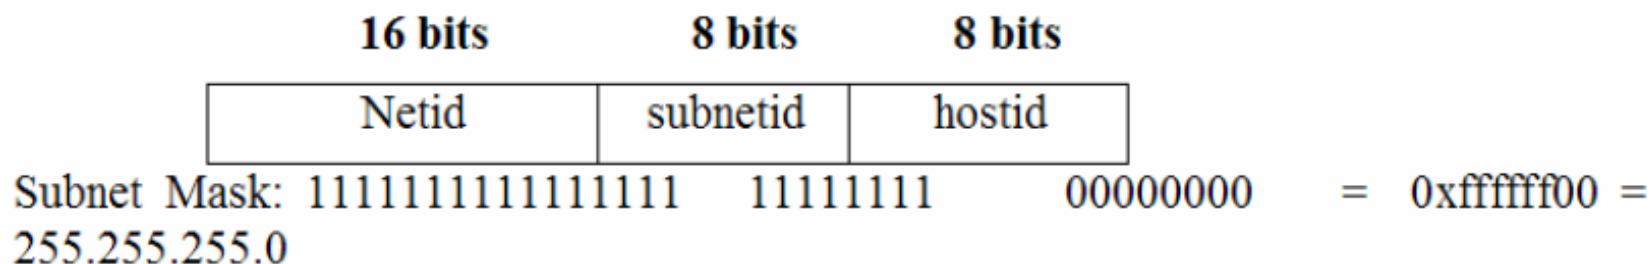 16 bits 8 bits 8 bits
Netid subnetid hostid
Subnet Mask: 1111111111111111 11111111 00000000 = 0xffffff00 =
255.255.255.0